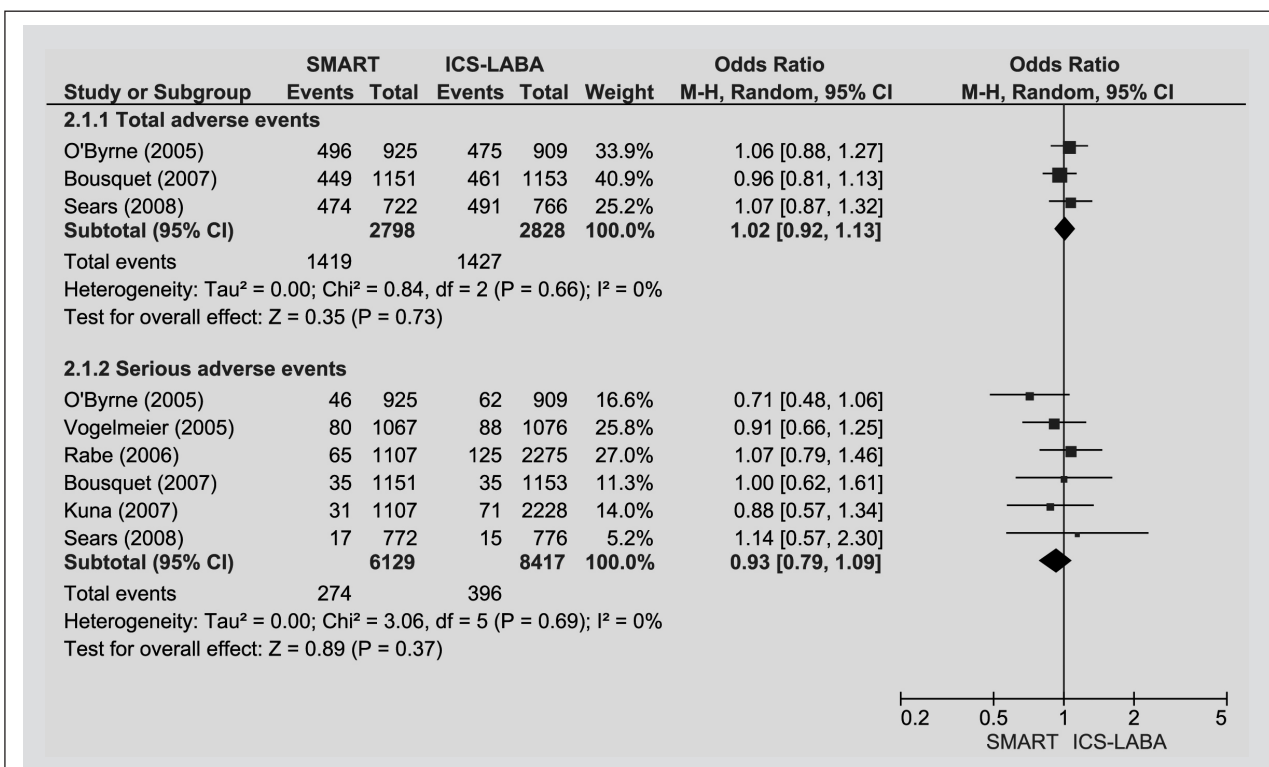 SMART ICS-LABA Odds Ratio Odds Ratio
Study or Subgroup Events Total Events Total Weight M-H, Random, 95% CI M-H, Random, 95% CI
2.1.1 Total adverse events
O'Byrne (2005) 496 925 475 909 33.9% 1.06 [0.88, 1.27]
Bousquet (2007) 449 1151 461 1153 40.9% 0.96 [0.81, 1.13]
Sears (2008) 474 722 491 766 25.2% 1.07 [0.87, 1.32]
Subtotal (95% CI) 2798 2828 100.0% 1.02 [0.92, 1.13]
Total events 1419 1427
Heterogeneity: Tau² = 0.00; Chi² = 0.84, df = 2 (P = 0.66); I² = 0%
Test for overall effect: Z = 0.35 (P = 0.73)
2.1.2 Serious adverse events
O'Byrne (2005) 46 925 62 909 16.6% 0.71 [0.48, 1.06]
Vogelmeier (2005) 80 1067 88 1076 25.8% 0.91 [0.66, 1.25]
Rabe (2006) 65 1107 125 2275 27.0% 1.07 [0.79, 1.46]
Bousquet (2007) 35 1151 35 1153 11.3% 1.00 [0.62, 1.61]
Kuna (2007) 31 1107 71 2228 14.0% 0.88 [0.57, 1.34]
Sears (2008) 17 772 15 776 5.2% 1.14 [0.57, 2.30]
Subtotal (95% CI) 6129 8417 100.0% 0.93 [0.79, 1.09]
Total events 274 396
Heterogeneity: Tau² = 0.00; Chi² = 3.06, df = 5 (P = 0.69); I² = 0%
Test for overall effect: Z = 0.89 (P = 0.37)
0.2 0.5 1 2 5
SMART ICS-LABA